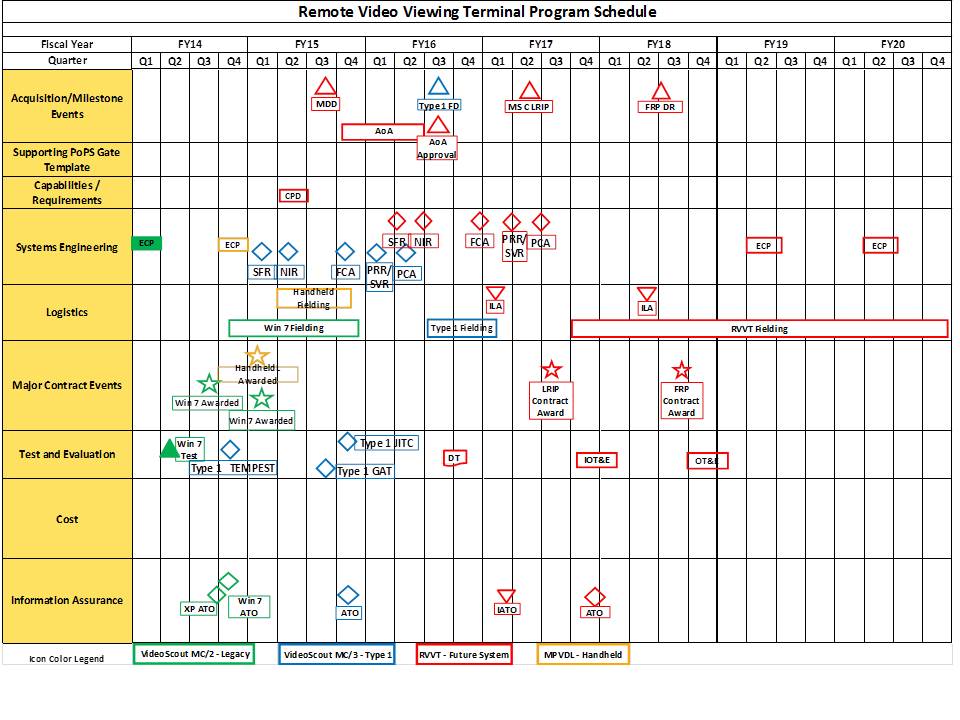 Remote Video Viewing Terminal Program Schedule
Fiscal Year FY14 FY15 FY16 FY17 FY18 FY19 FY20
Quarter Q1 Q2 Q3 Q4 Q1 Q2 Q3 Q4 Q1 Q2 Q3 Q4 Q1 Q2 Q3 Q4 Q1 Q2 Q3 Q4 Q1 Q2 Q3 Q4 Q1 Q2 Q3 Q4
Acquisition/Milestone
Events
MDD Type 1 FD MS C LRIP FRP DR
AoA
AoA
Approval
Supporting PoPS Gate
Template
Capabilities /
Requirements
CPD
Systems Engineering
ECP ECP
SFR NIR FCA PRR/
SVR PCA
SFR NIR FCA PRR/
SVR PCA
ECP ECP
Logistics
Handheld
Fielding
Win 7 Fielding Type 1 Fielding
ILA ILA
RVVT Fielding
Major Contract Events
Handheld
Awarded
Win 7 Awarded
Win 7 Awarded
LRIP
Contract
Award
FRP
Contract
Award
Test and Evaluation
Win 7
Test
Type 1 TEMPEST
Type 1 JITC
Type 1 GAT
DT IOT&E OT&E
Cost
Information Assurance
XP ATO Win 7
ATO
ATO IATO ATO
Icon Color Legend VideoScout MC/2 - Legacy VideoScout MC/3 - Type 1 RVVT - Future System MPVDL - Handheld